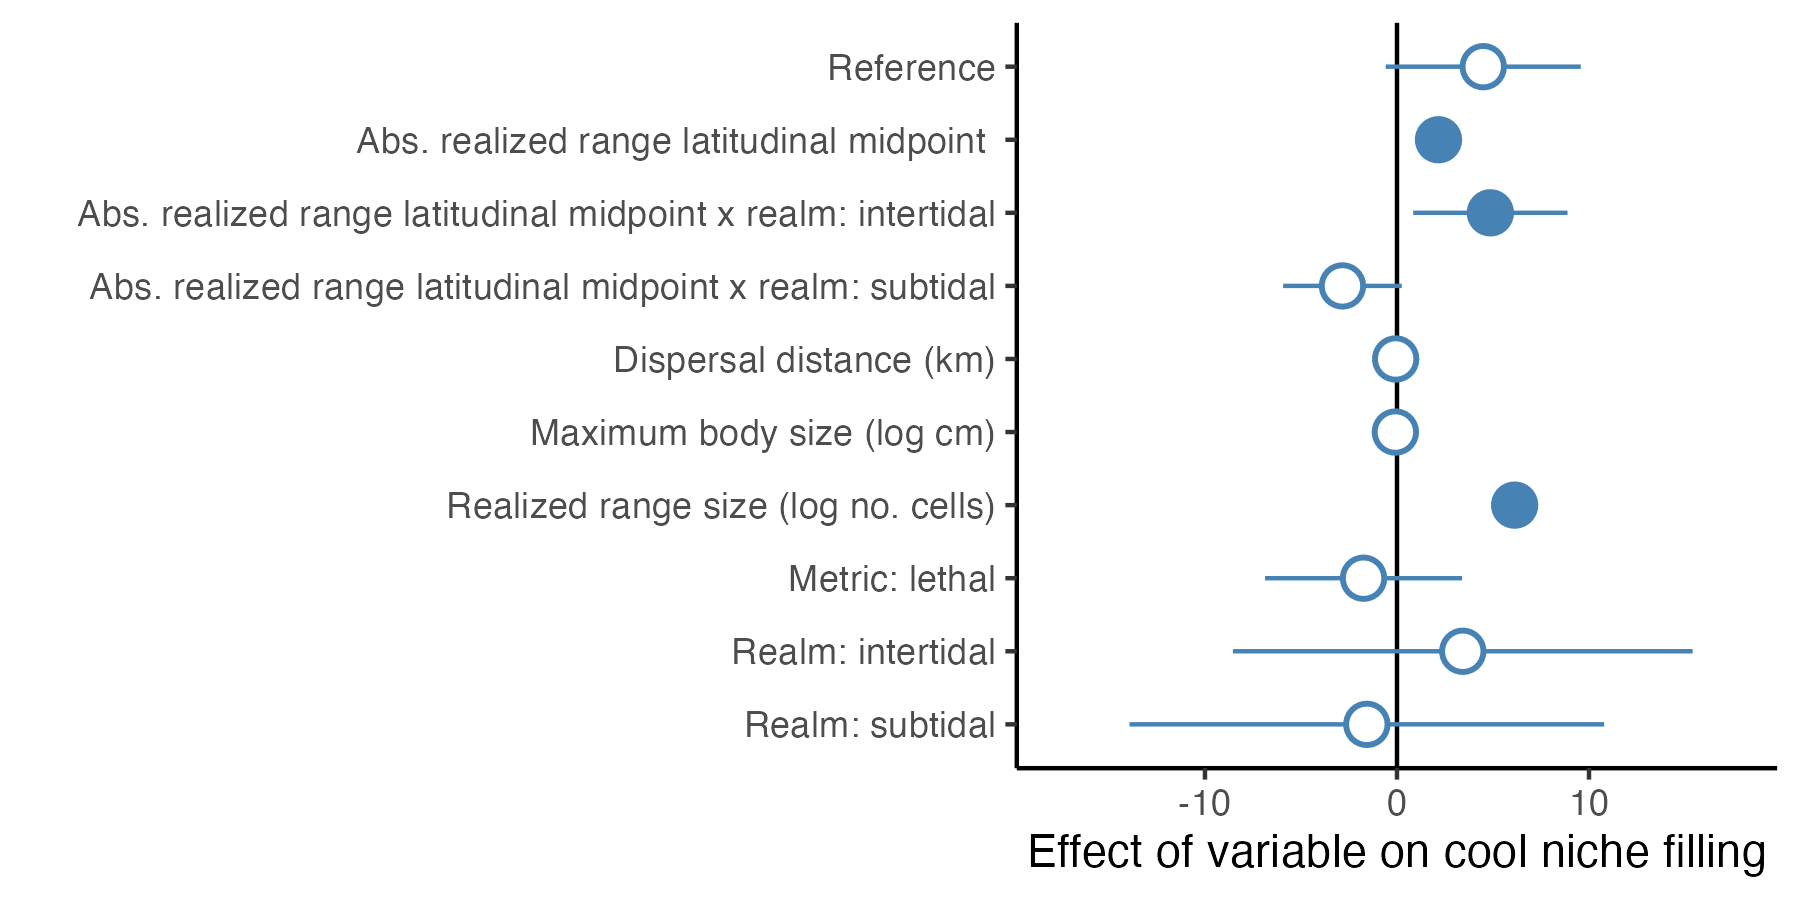 Reference
Abs. realized range latitudinal midpoint
Abs. realized range latitudinal midpoint x realm: intertidal
Abs. realized range latitudinal midpoint x realm: subtidal
Dispersal distance (km)
Maximum body size (log cm)
Realized range size (log no. cells)
Metric: lethal
Realm: intertidal
Realm: subtidal
-10 0 10
Effect of variable on cool niche filling